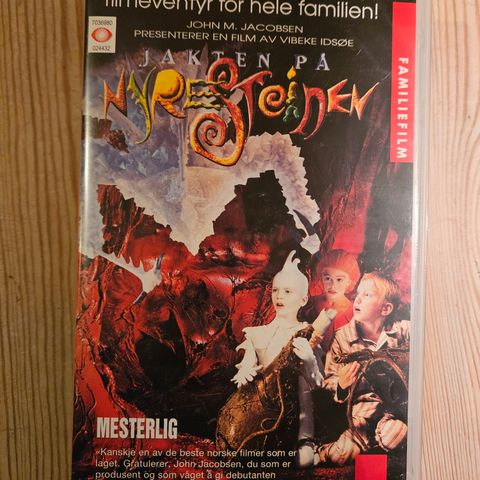 filmeventyr for hele familien!
7036980
024432
JOHN M. JACOBSEN
PRESENTERER EN FILM AV VIBEKE IDSØE
JAKTEN PÅ
NYRESTEINEN
FAMILIEFILM
MESTERLIG
»Kanskje en av de beste norske filmer som er
laget. Gratulerer, John Jacobsen, du som er
produsent og som våget å gi debutanten